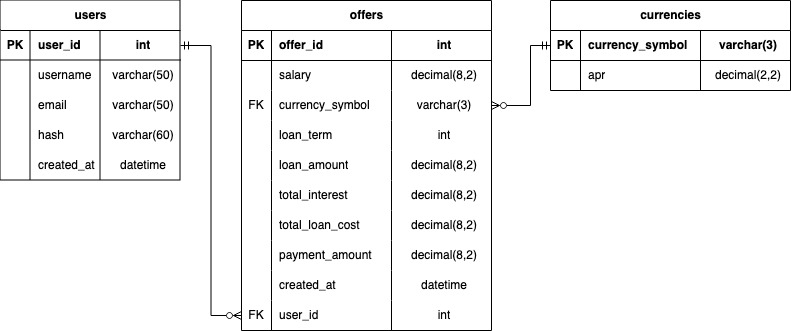 users
PK user_id int
username varchar(50)
email varchar(50)
hash varchar(60)
created_at datetime
offers
PK offer_id int
salary decimal(8,2)
FK currency_symbol varchar(3)
loan_term int
loan_amount decimal(8,2)
total_interest decimal(8,2)
total_loan_cost decimal(8,2)
payment_amount decimal(8,2)
created_at datetime
FK user_id int
currencies
PK currency_symbol varchar(3)
apr decimal(2,2)